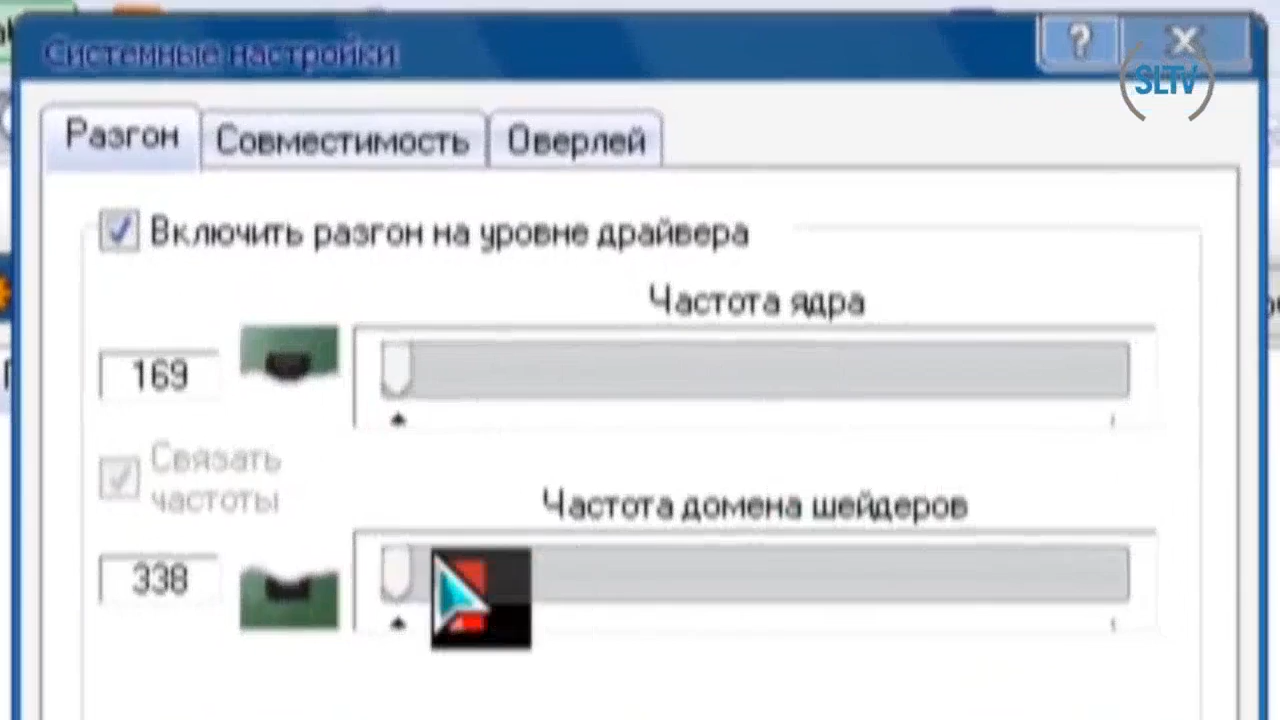 Системные настройки
?
SLTV
Разгон
Совместимость
Оверлей
Включить разгон на уровне драйвера
Частота ядра
169
Связать
частоты
Частота домена шейдеров
338